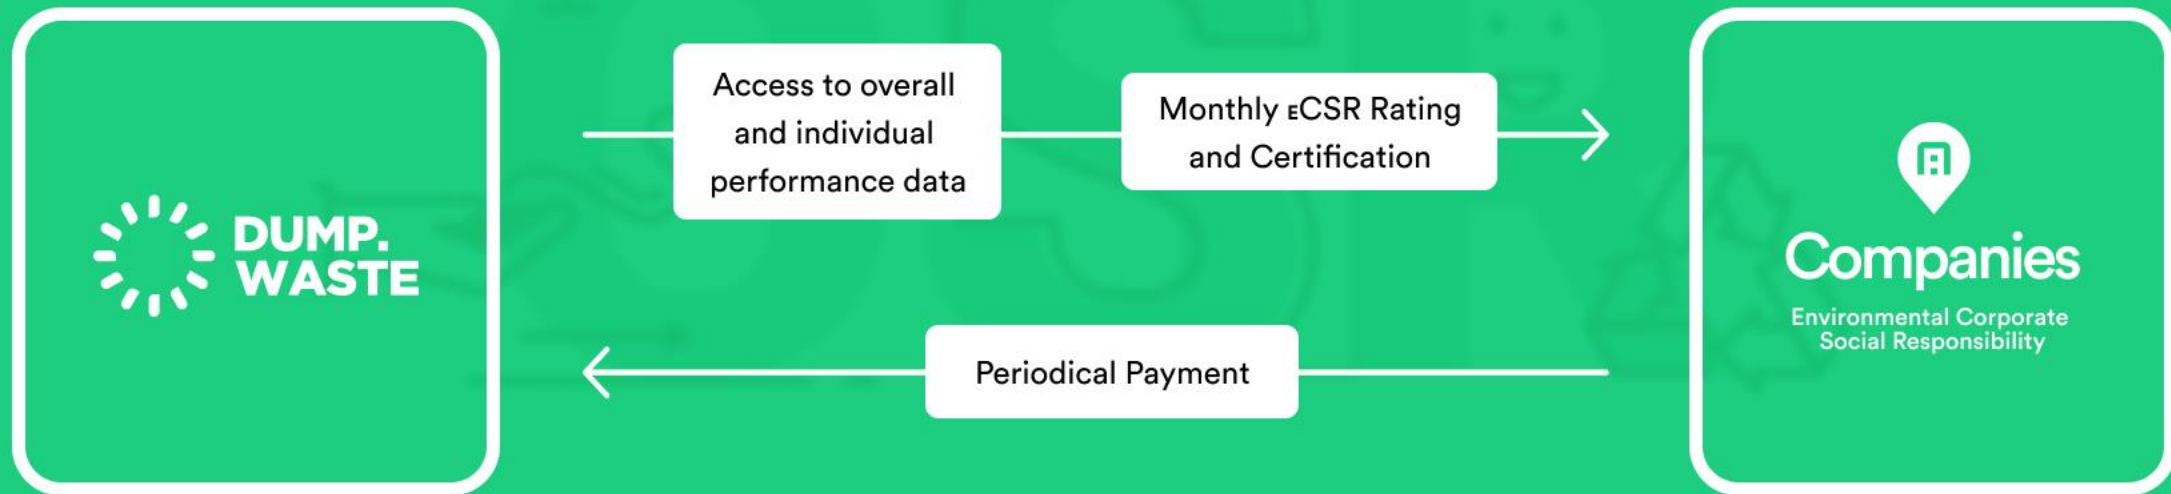 DUMP.
WASTE
Access to overall
and individual
performance data
Monthly ᴇCSR Rating
and Certification
Periodical Payment
Companies
Environmental Corporate
Social Responsibility